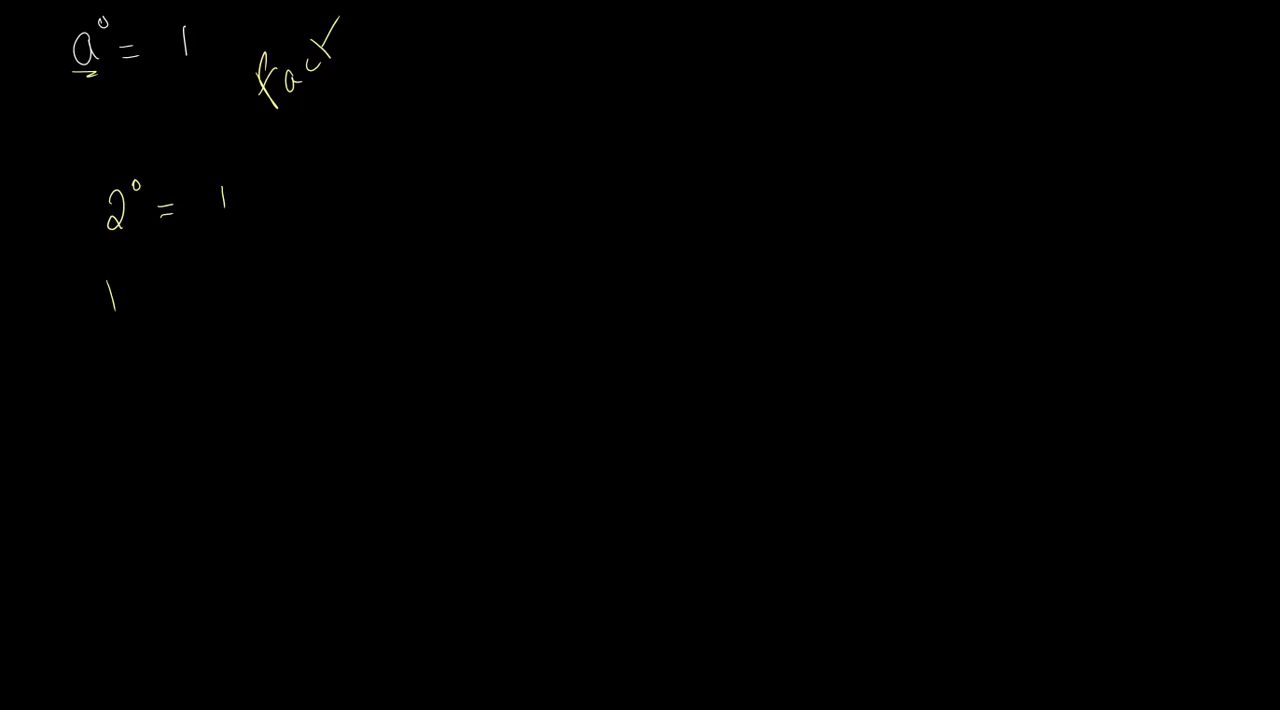 a⁰ = 1 fact
2⁰ = 1
1